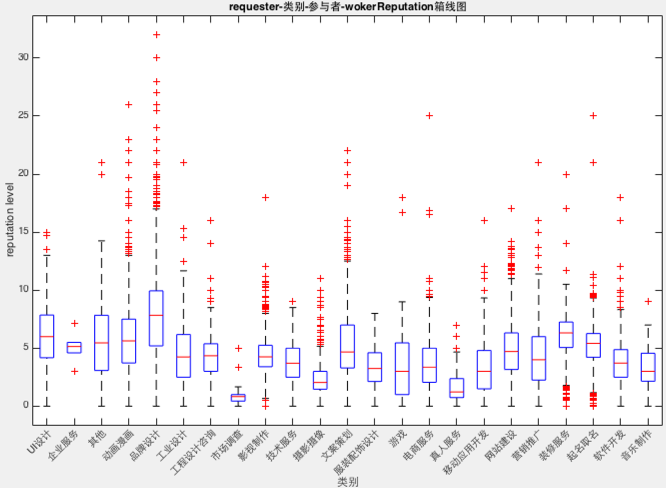 requester-类别-参与者-wokerReputation箱线图
reputation level
30
25
20
15
10
5
0
UI设计
企业服务
其他
动画漫画
品牌设计
工业设计
工程设计咨询
市场调查
影视制作
技术服务
摄影摄像
文案策划
服装配饰设计
游戏
电商服务
真人服务
移动应用开发
网站建设
营销推广
装修服务
起名取名
软件开发
音乐制作
类别